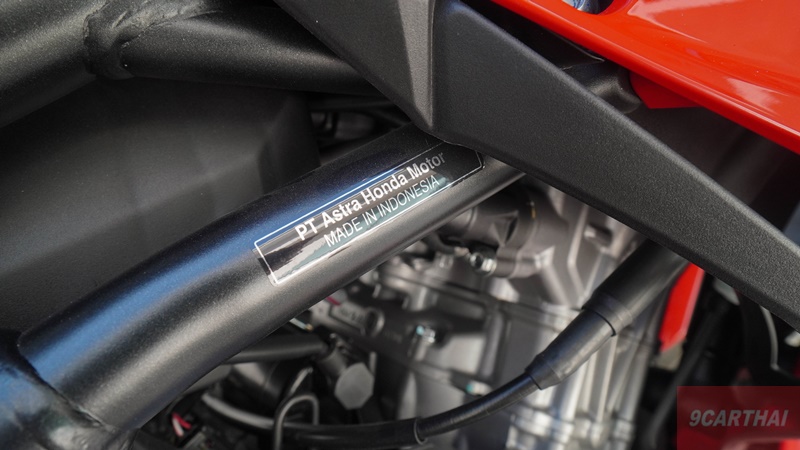 PT Astra Honda Motor
MADE IN INDONESIA
9CARTHAI